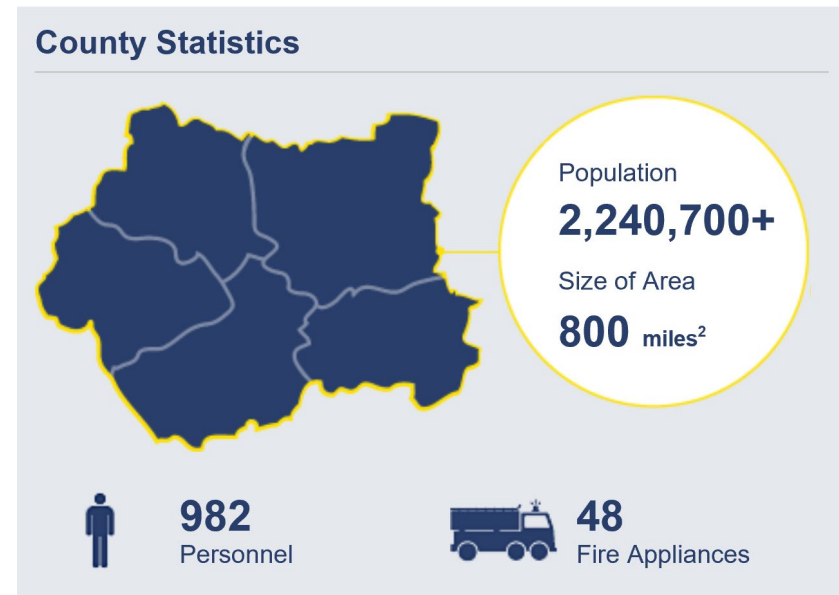 County Statistics
Population
2,240,700+
Size of Area
800 miles²
982
Personnel
48
Fire Appliances